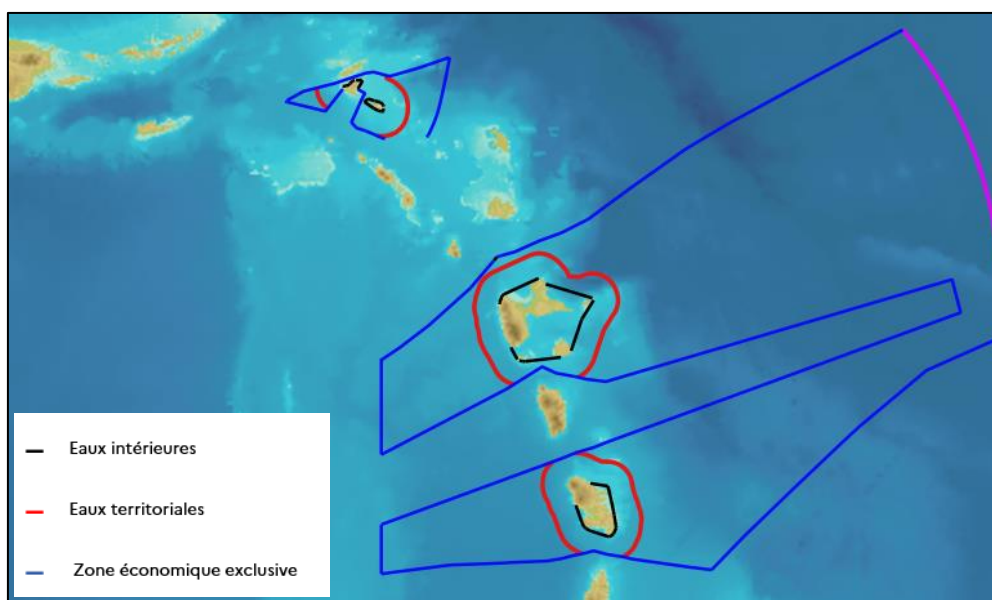 Eaux intérieures
Eaux territoriales
Zone économique exclusive